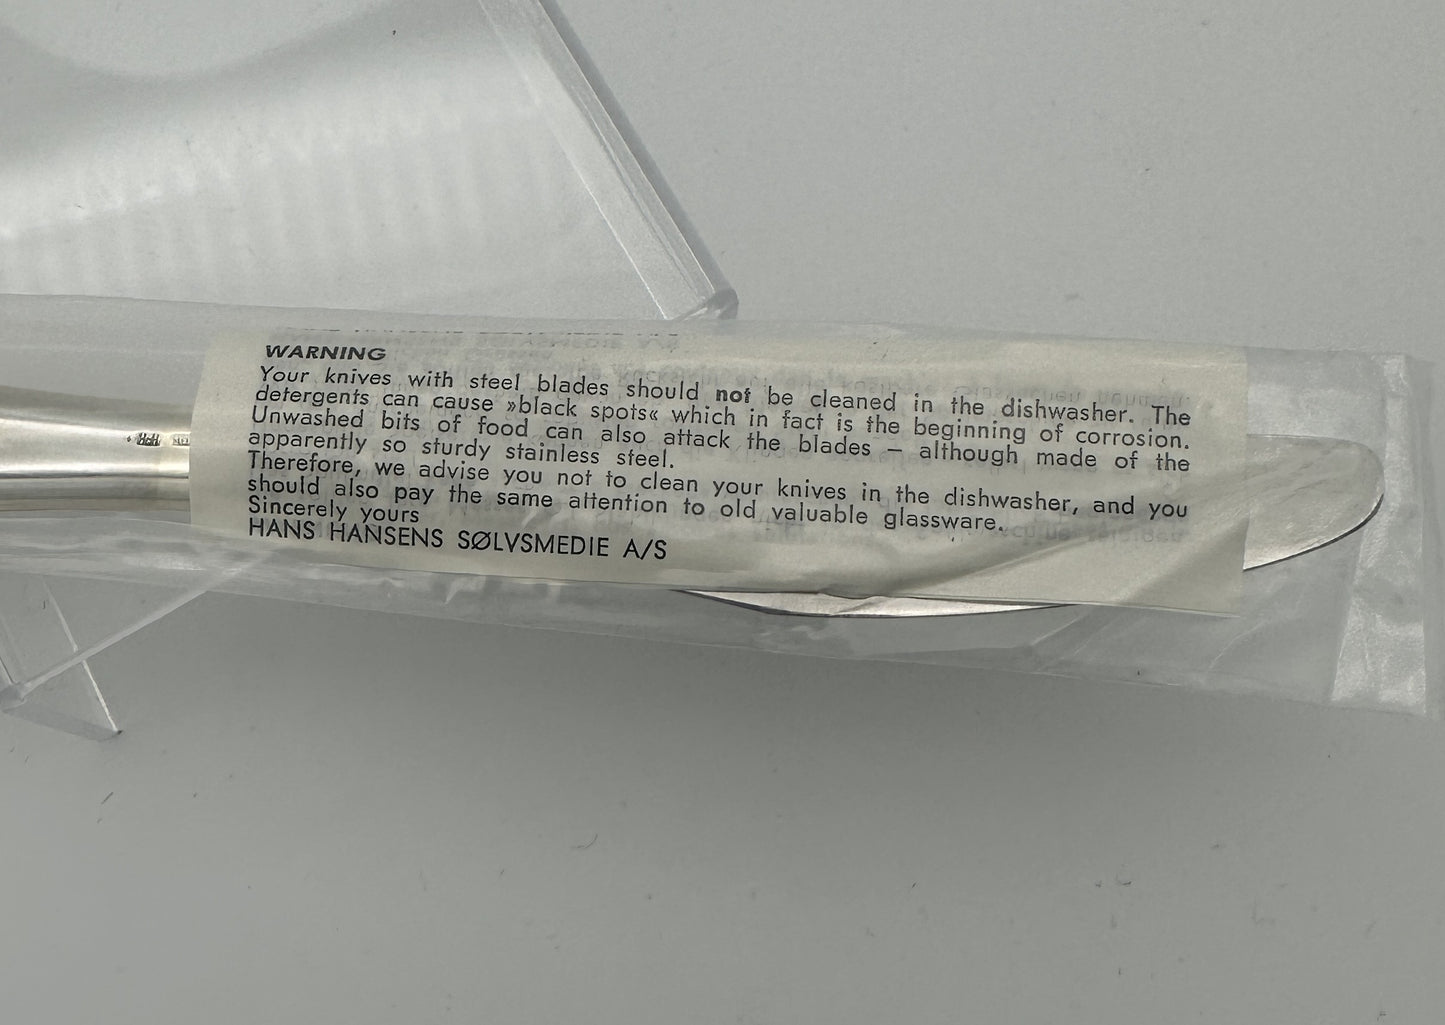 WARNING
Your knives with steel blades should not be cleaned in the dishwasher. The
detergents can cause »black spots« which in fact is the beginning of corrosion.
Unwashed bits of food can also attack the blades – although made of the
apparently so sturdy stainless steel.
Therefore, we advise you not to clean your knives in the dishwasher, and you
should also pay the same attention to old valuable glassware.
Sincerely yours
HANS HANSENS SØLVSMEDIE A/S